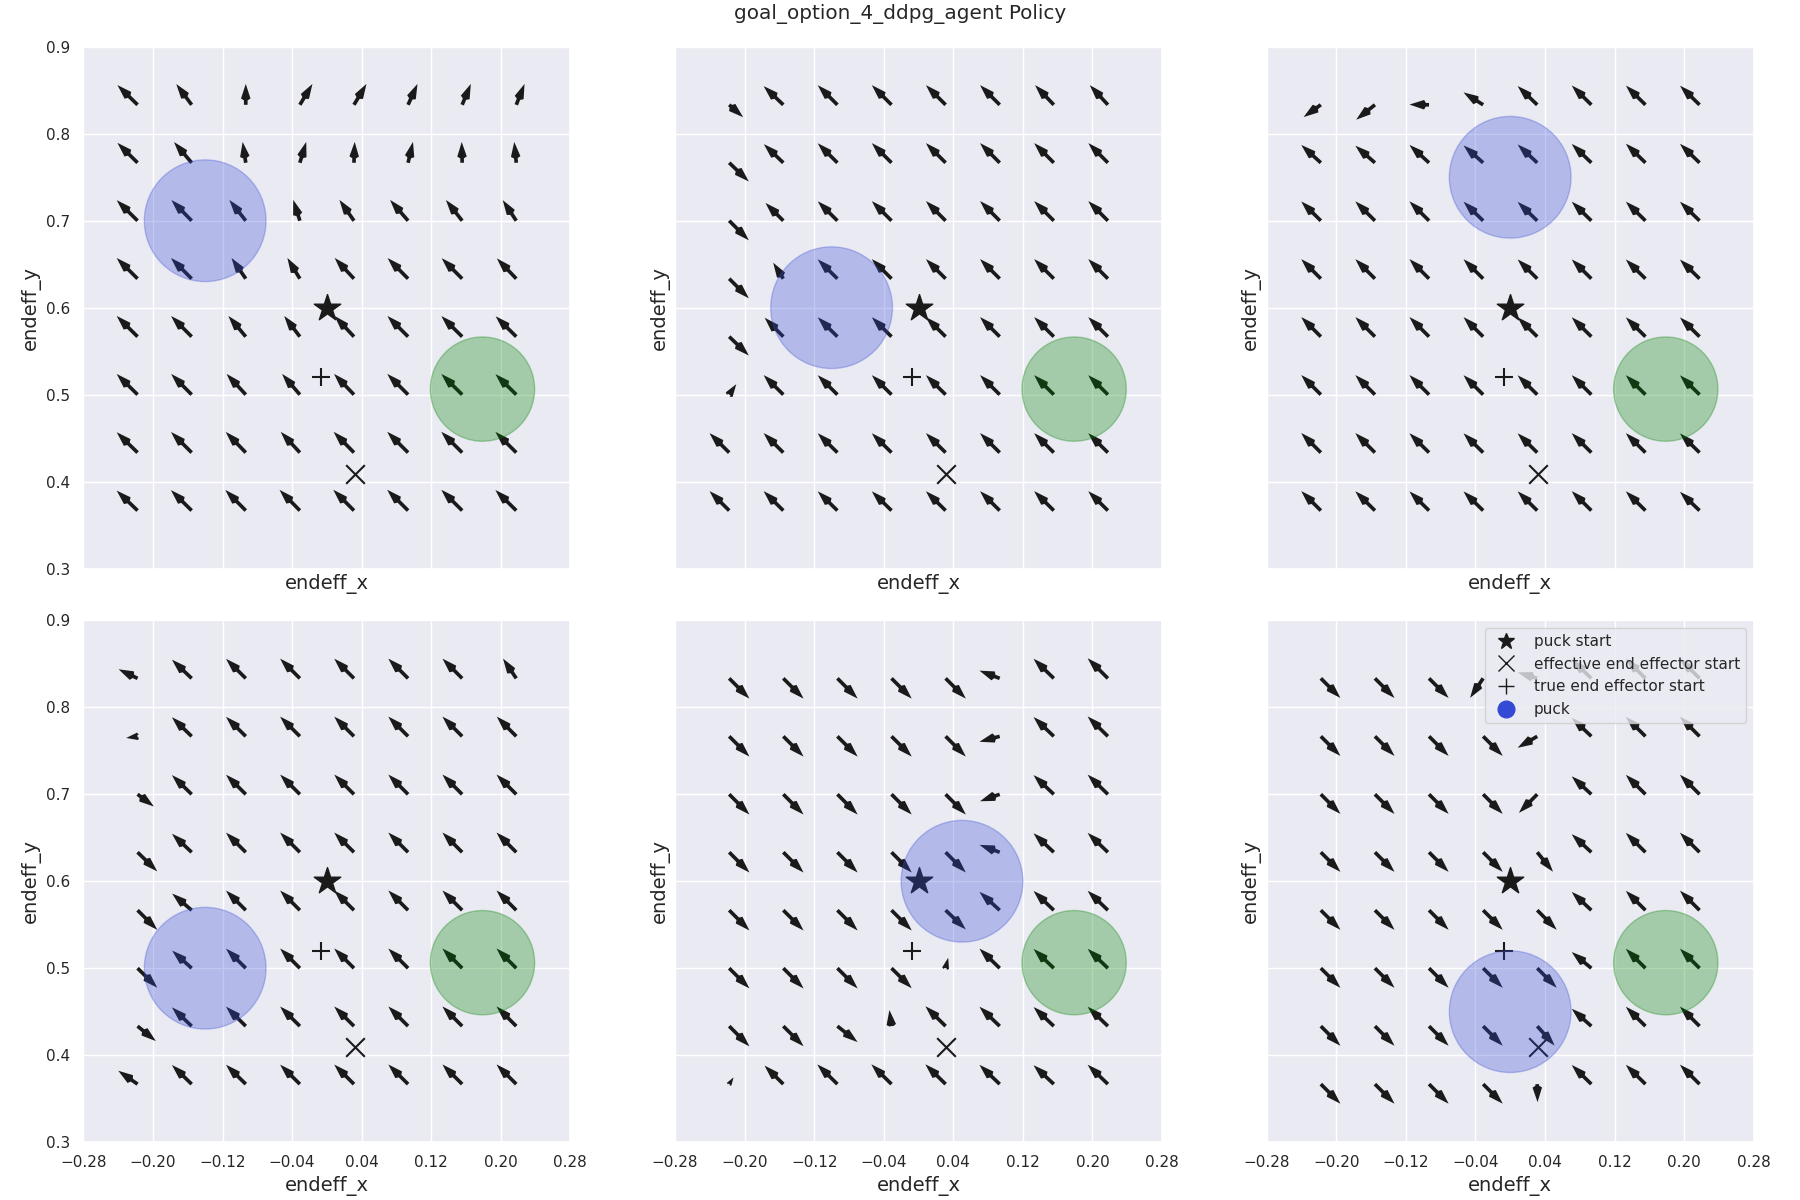 goal_option_4_ddpg_agent Policy
0.9
0.8
0.7
0.6
0.5
0.4
0.3
endeff_y
endeff_x
endeff_y
endeff_x
endeff_y
endeff_x
0.9
0.8
0.7
0.6
0.5
0.4
0.3
endeff_y
−0.28 −0.20 −0.12 −0.04 0.04 0.12 0.20 0.28
endeff_x
endeff_y
−0.28 −0.20 −0.12 −0.04 0.04 0.12 0.20 0.28
endeff_x
puck start
effective end effector start
true end effector start
puck
endeff_y
−0.28 −0.20 −0.12 −0.04 0.04 0.12 0.20 0.28
endeff_x